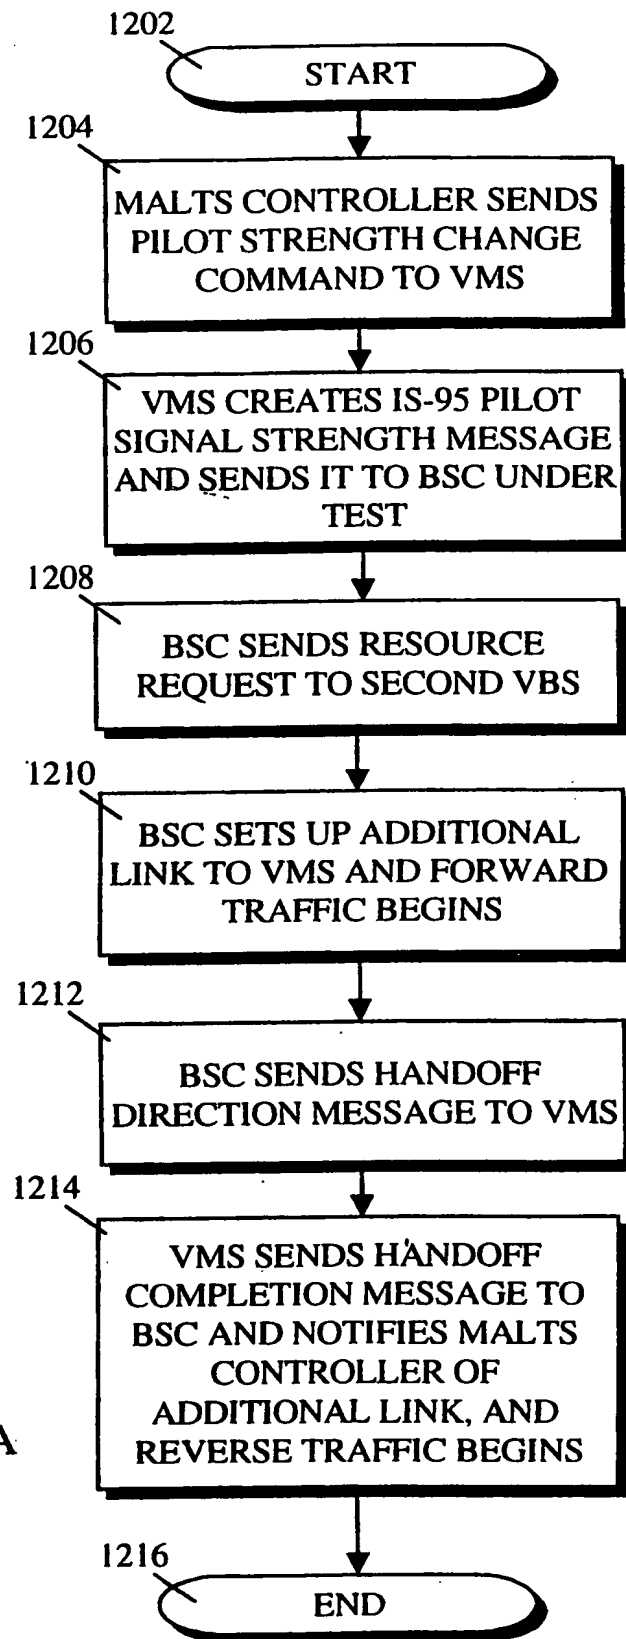 1202
START
1204
MALTS CONTROLLER SENDS
PILOT STRENGTH CHANGE
COMMAND TO VMS
1206
VMS CREATES IS-95 PILOT
SIGNAL STRENGTH MESSAGE
AND SENDS IT TO BSC UNDER
TEST
1208
BSC SENDS RESOURCE
REQUEST TO SECOND VBS
1210
BSC SETS UP ADDITIONAL
LINK TO VMS AND FORWARD
TRAFFIC BEGINS
1212
BSC SENDS HANDOFF
DIRECTION MESSAGE TO VMS
1214
VMS SENDS HANDOFF
COMPLETION MESSAGE TO
BSC AND NOTIFIES MALTS
CONTROLLER OF
ADDITIONAL LINK, AND
REVERSE TRAFFIC BEGINS
A
1216
END